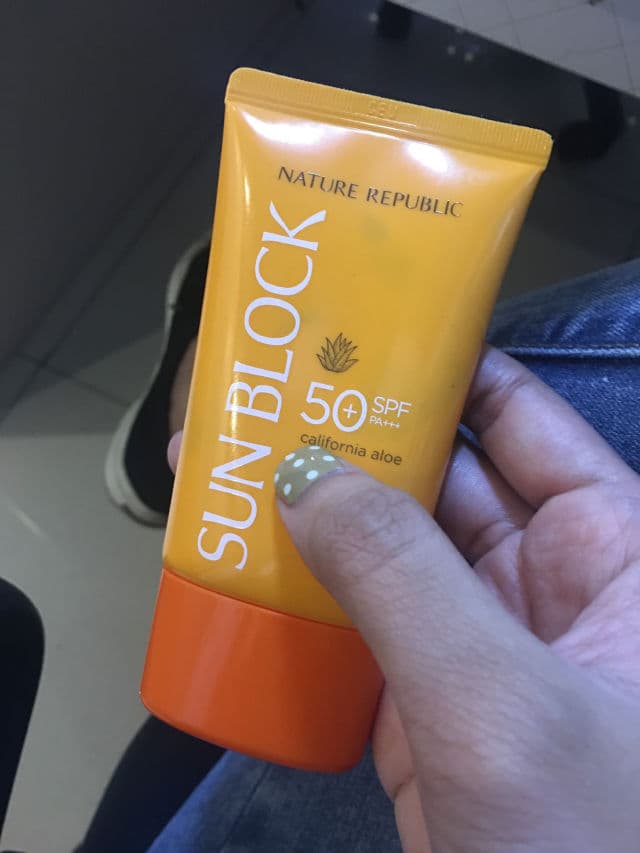 NATURE REPUBLIC
SUN BLOCK
50+ SPF
PA+++
california aloe